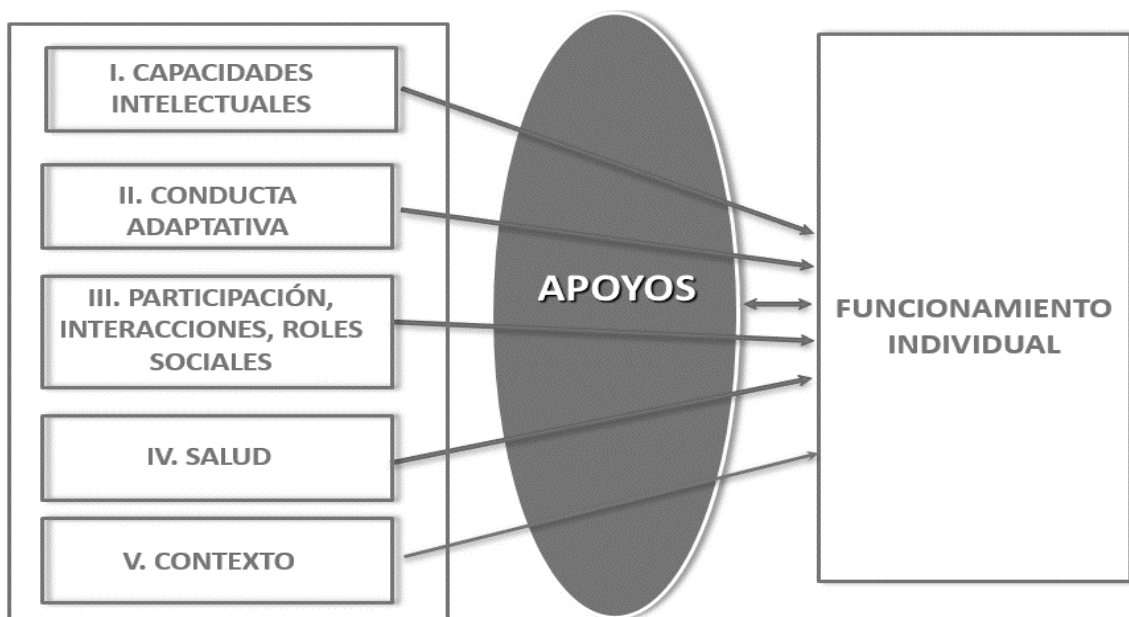 I. CAPACIDADES
INTELECTUALES
II. CONDUCTA
ADAPTATIVA
III. PARTICIPACIÓN,
INTERACCIONES, ROLES
SOCIALES
IV. SALUD
V. CONTEXTO
APOYOS
FUNCIONAMIENTO
INDIVIDUAL